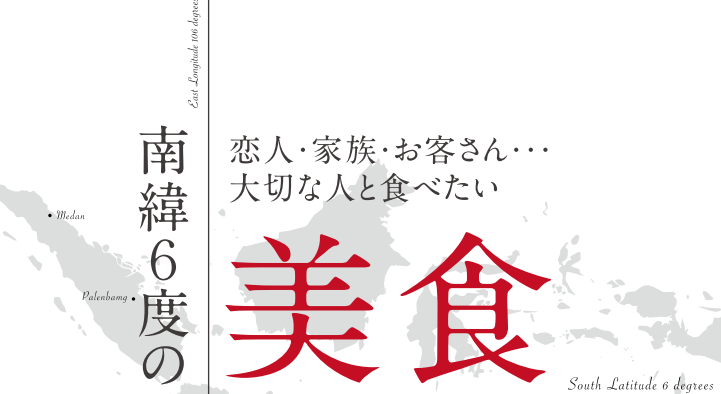 East Longitude 106 degrees
南緯6度の
恋人・家族・お客さん・・・
大切な人と食べたい
美食
Medan
Palenbamg
South Latitude 6 degrees